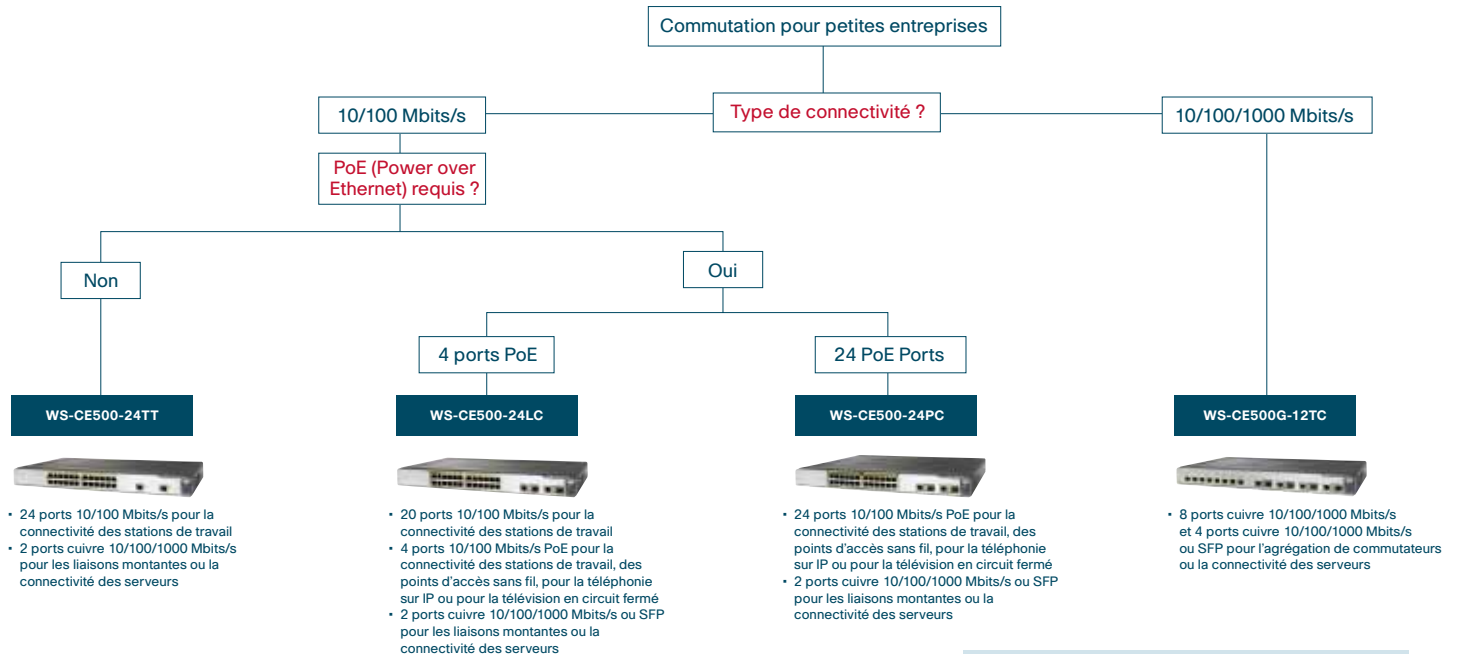 Commutation pour petites entreprises
10/100 Mbits/s
Type de connectivité ?
10/100/1000 Mbits/s
PoE (Power over
Ethernet) requis ?
Non
Oui
4 ports PoE
24 PoE Ports
WS-CE500-24TT
WS-CE500-24LC
WS-CE500-24PC
WS-CE500G-12TC
• 24 ports 10/100 Mbits/s pour la
connectivité des stations de travail
• 2 ports cuivre 10/100/1000 Mbits/s
pour les liaisons montantes ou la
connectivité des serveurs
• 20 ports 10/100 Mbits/s pour la
connectivité des stations de travail
• 4 ports 10/100 Mbits/s PoE pour la
connectivité des stations de travail, des
points d'accès sans fil, pour la téléphonie
sur IP ou pour la télévision en circuit fermé
• 2 ports cuivre 10/100/1000 Mbits/s ou SFP
pour les liaisons montantes ou la
connectivité des serveurs
• 24 ports 10/100 Mbits/s PoE pour la
connectivité des stations de travail, des
points d'accès sans fil, pour la téléphonie
sur IP ou pour la télévision en circuit fermé
• 2 ports cuivre 10/100/1000 Mbits/s ou SFP
pour les liaisons montantes ou la
connectivité des serveurs
• 8 ports cuivre 10/100/1000 Mbits/s
et 4 ports cuivre 10/100/1000 Mbits/s
ou SFP pour l'agrégation de commutateurs
ou la connectivité des serveurs